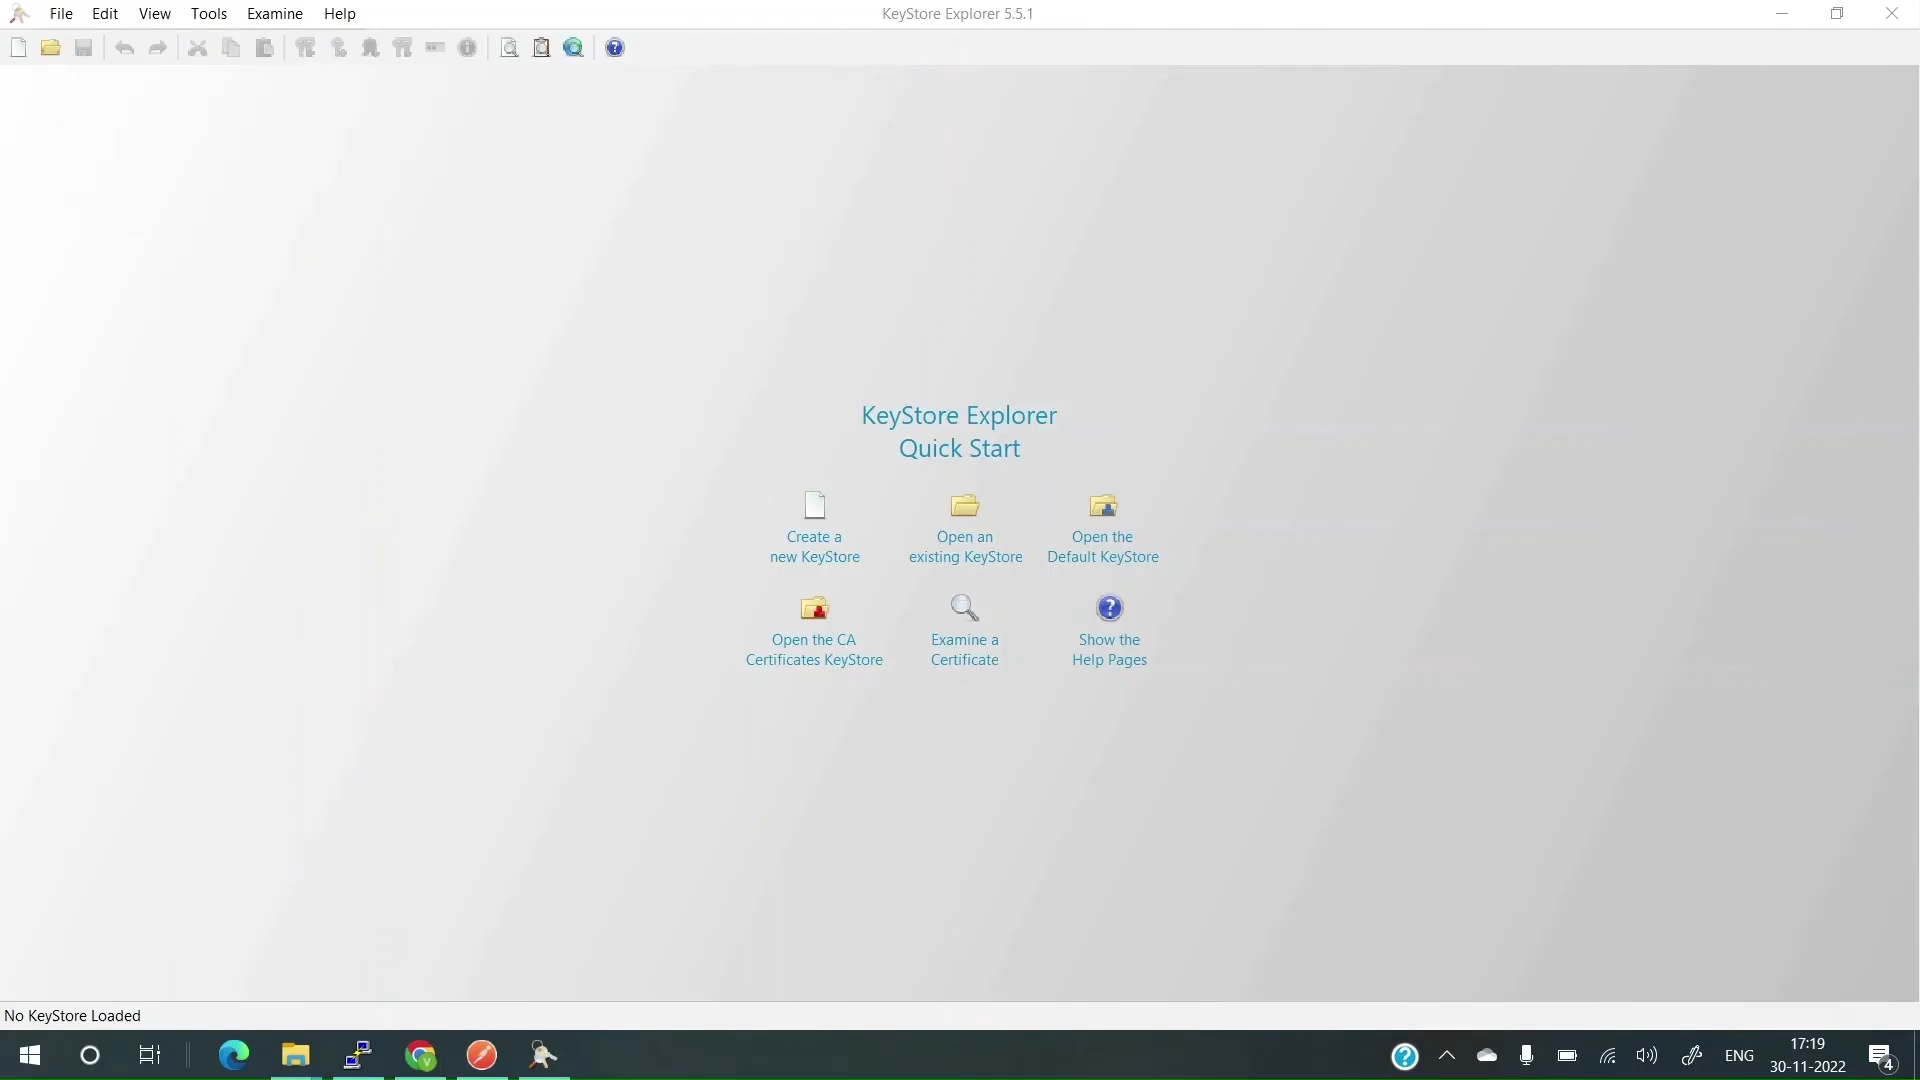 File Edit View Tools Examine Help
KeyStore Explorer 5.5.1
KeyStore Explorer
Quick Start
Create a
new KeyStore
Open an
existing KeyStore
Open the
Default KeyStore
Open the CA
Certificates KeyStore
Examine a
Certificate
Show the
Help Pages
No KeyStore Loaded
ENG
17:19
30-11-2022
4